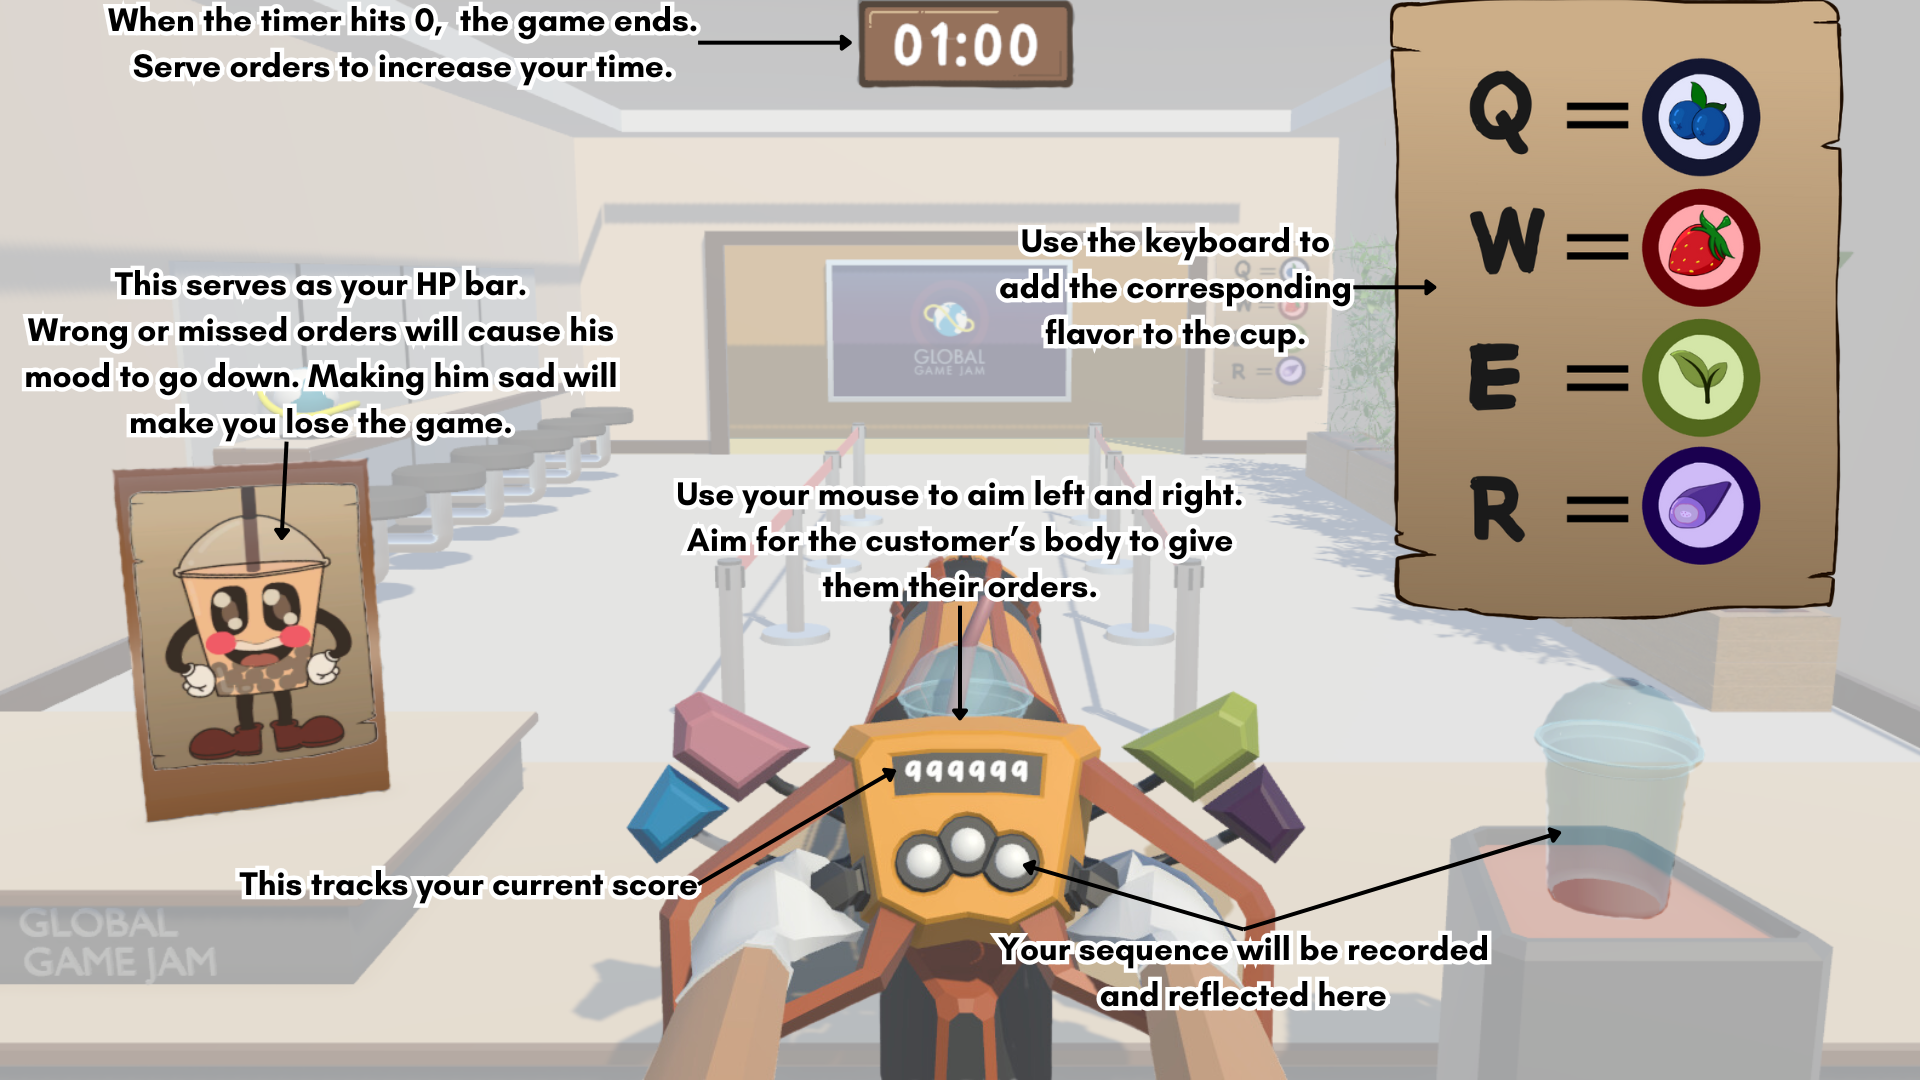 When the timer hits 0, the game ends.
Serve orders to increase your time.
01:00
Q =
W =
E =
R =
Use the keyboard to
add the corresponding
flavor to the cup.
This serves as your HP bar.
Wrong or missed orders will cause his
mood to go down. Making him sad will
make you lose the game.
GLOBAL
GAME JAM
Q =
W =
R =
Use your mouse to aim left and right.
Aim for the customer’s body to give
them their orders.
999999
This tracks your current score
GLOBAL
GAME JAM
Your sequence will be recorded
and reflected here